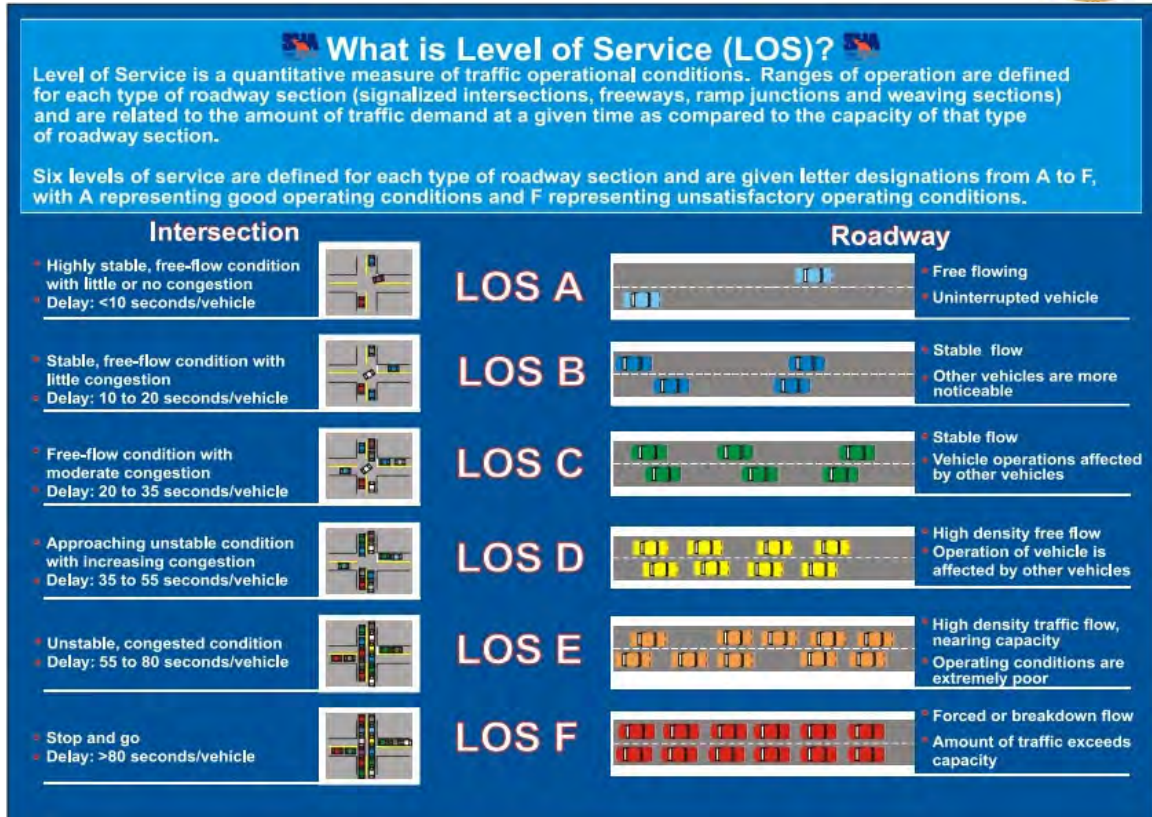 SHA What is Level of Service (LOS)? SHA
Level of Service is a quantitative measure of traffic operational conditions. Ranges of operation are defined
for each type of roadway section (signalized intersections, freeways, ramp junctions and weaving sections)
and are related to the amount of traffic demand at a given time as compared to the capacity of that type
of roadway section.
Six levels of service are defined for each type of roadway section and are given letter designations from A to F,
with A representing good operating conditions and F representing unsatisfactory operating conditions.
Intersection
Roadway
Highly stable, free-flow condition
with little or no congestion
Delay: <10 seconds/vehicle
LOS A
Free flowing
Uninterrupted vehicle
Stable, free-flow condition with
little congestion
Delay: 10 to 20 seconds/vehicle
LOS B
Stable flow
Other vehicles are more
noticeable
Free-flow condition with
moderate congestion
Delay: 20 to 35 seconds/vehicle
LOS C
Stable flow
Vehicle operations affected
by other vehicles
Approaching unstable condition
with increasing congestion
Delay: 35 to 55 seconds/vehicle
LOS D
High density free flow
Operation of vehicle is
affected by other vehicles
Unstable, congested condition
Delay: 55 to 80 seconds/vehicle
LOS E
High density traffic flow,
nearing capacity
Operating conditions are
extremely poor
Stop and go
Delay: >80 seconds/vehicle
LOS F
Forced or breakdown flow
Amount of traffic exceeds
capacity